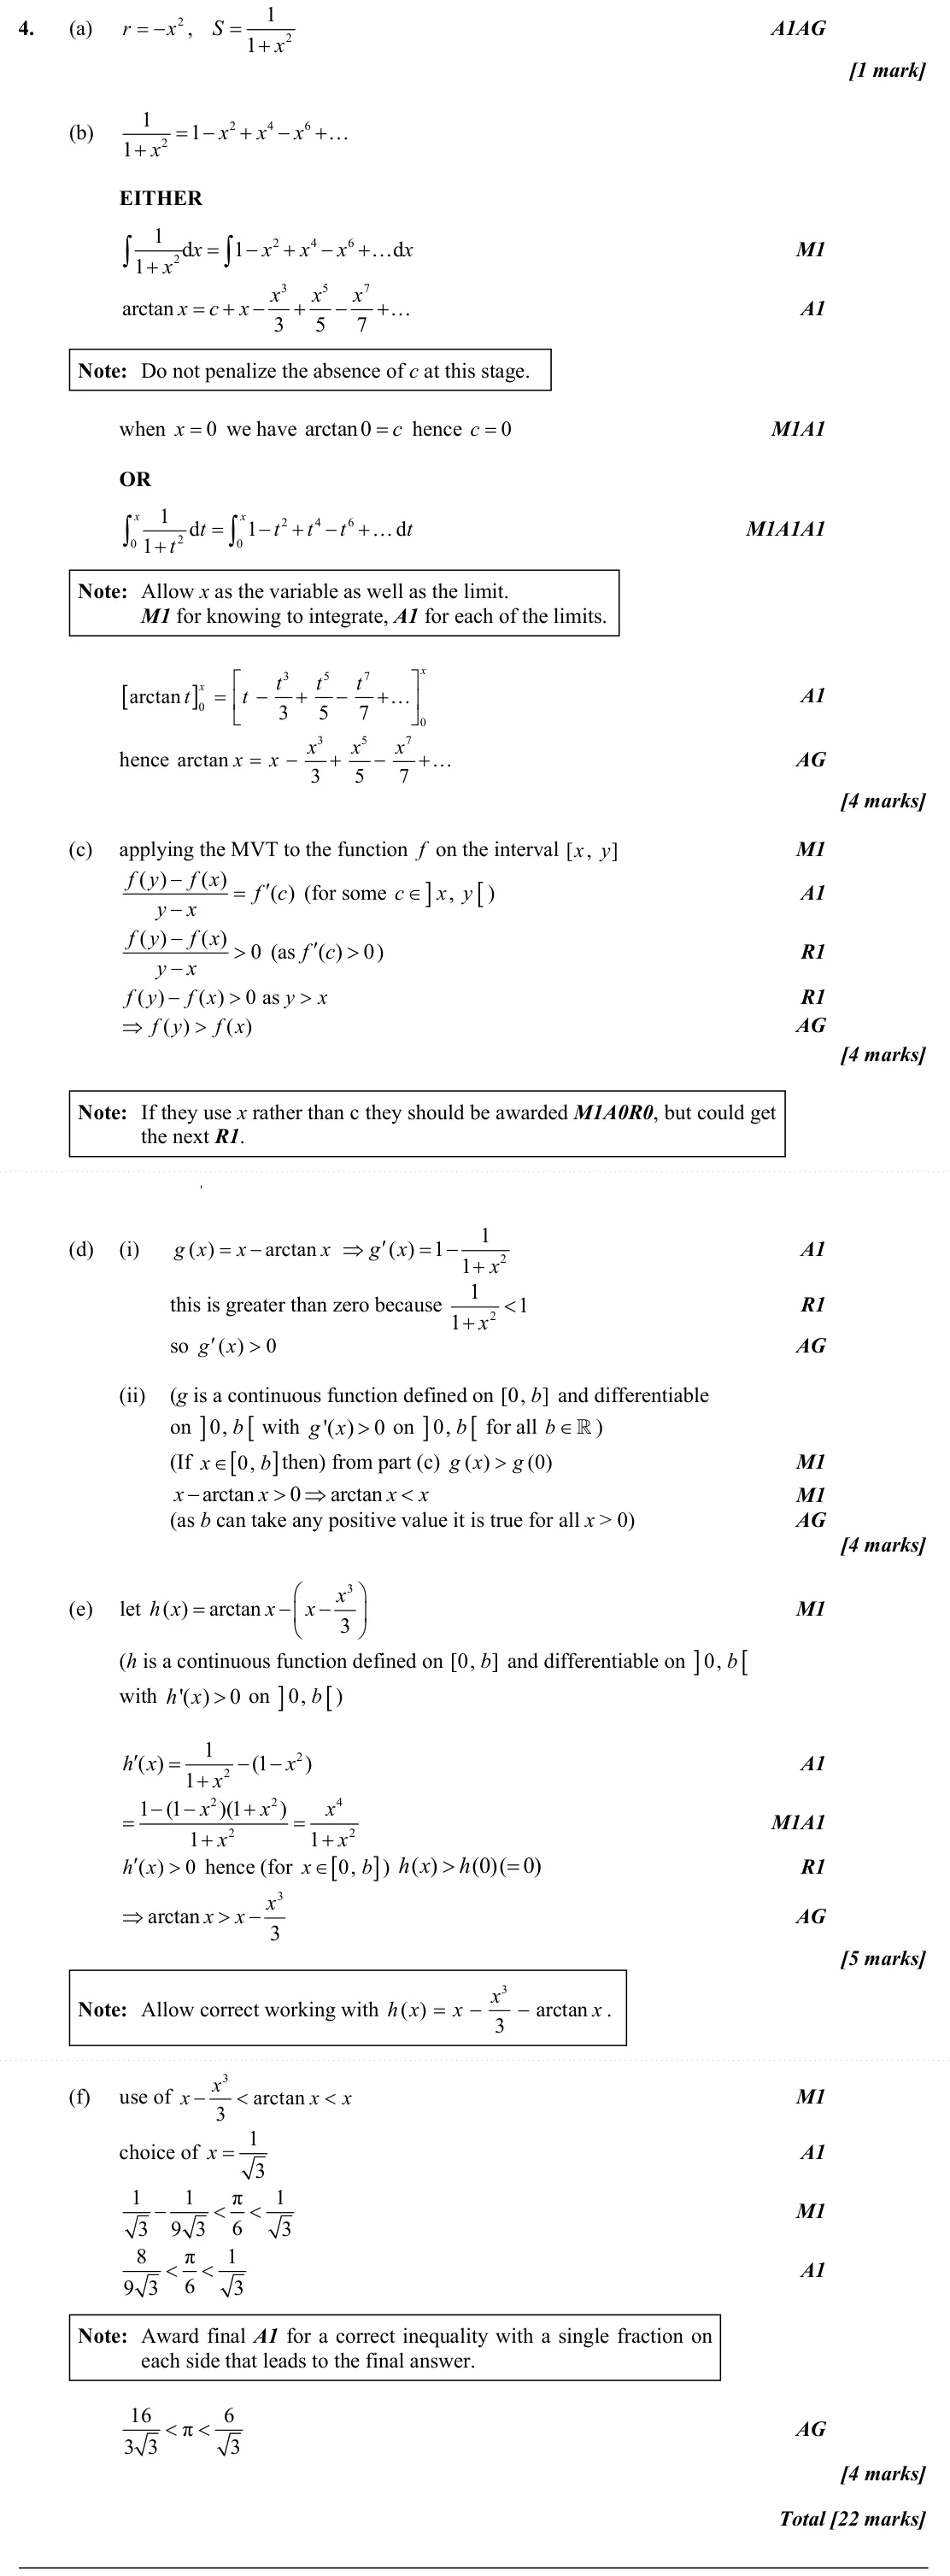 4. (a) r = −x², S = 1/(1+x²) A1AG
[1 mark]
(b) 1/(1+x²) = 1 − x² + x⁴ − x⁶ + …
EITHER
∫ 1/(1+x²) dx = ∫ 1 − x² + x⁴ − x⁶ + … dx M1
arctan x = c + x − x³/3 + x⁵/5 − x⁷/7 + … A1
Note: Do not penalize the absence of c at this stage.
when x = 0 we have arctan 0 = c hence c = 0 M1A1
OR
∫₀ˣ 1/(1+t²) dt = ∫₀ˣ 1 − t² + t⁴ − t⁶ + … dt M1A1A1
Note: Allow x as the variable as well as the limit.
M1 for knowing to integrate, A1 for each of the limits.
[arctan t]₀ˣ = [t − t³/3 + t⁵/5 − t⁷/7 + …]₀ˣ A1
hence arctan x = x − x³/3 + x⁵/5 − x⁷/7 + … AG
[4 marks]
(c) applying the MVT to the function f on the interval [x, y] M1
(f(y) − f(x))/(y − x) = f′(c) (for some c ∈ ]x, y[ ) A1
(f(y) − f(x))/(y − x) > 0 (as f′(c) > 0) R1
f(y) − f(x) > 0 as y > x R1
⇒ f(y) > f(x) AG
[4 marks]
Note: If they use x rather than c they should be awarded M1A0R0, but could get
the next R1.
(d) (i) g(x) = x − arctan x ⇒ g′(x) = 1 − 1/(1+x²) A1
this is greater than zero because 1/(1+x²) < 1 R1
so g′(x) > 0 AG
(ii) (g is a continuous function defined on [0, b] and differentiable
on ]0, b[ with g'(x) > 0 on ]0, b[ for all b ∈ ℝ)
(If x ∈ [0, b] then) from part (c) g(x) > g(0) M1
x − arctan x > 0 ⇒ arctan x < x M1
(as b can take any positive value it is true for all x > 0) AG
[4 marks]
(e) let h(x) = arctan x − (x − x³/3) M1
(h is a continuous function defined on [0, b] and differentiable on ]0, b[
with h'(x) > 0 on ]0, b[ )
h′(x) = 1/(1+x²) − (1 − x²) A1
= (1 − (1 − x²)(1 + x²))/(1+x²) = x⁴/(1+x²) M1A1
h′(x) > 0 hence (for x ∈ [0, b]) h(x) > h(0)(= 0) R1
⇒ arctan x > x − x³/3 AG
[5 marks]
Note: Allow correct working with h(x) = x − x³/3 − arctan x .
(f) use of x − x³/3 < arctan x < x M1
choice of x = 1/√3 A1
1/√3 − 1/(9√3) < π/6 < 1/√3 M1
8/(9√3) < π/6 < 1/√3 A1
Note: Award final A1 for a correct inequality with a single fraction on
each side that leads to the final answer.
16/(3√3) < π < 6/√3 AG
[4 marks]
Total [22 marks]